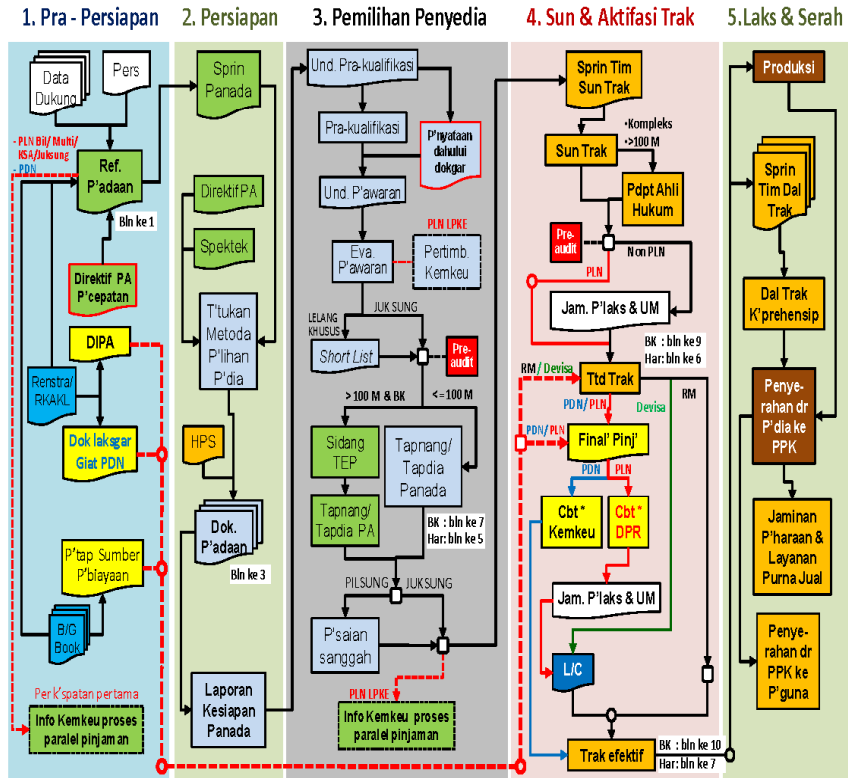 1. Pra - Persiapan
Data
Dukung
Pers
- PLN Bil/ Multi/
KSA/Juksung
- PDN
Ref.
P'adaan
Bln ke 1
Direktif PA
P'cepatan
DIPA
Renstra/
RKAKL
Dok laksgar
Giat PDN
P'tap Sumber
P'biayaan
B/G
Book
Per k'spatan pertama
Info Kemkeu proses
paralel pinjaman
2. Persiapan
Sprin
Panada
Direktif PA
Spektek
T'tukan
Metoda
P'lihan
P'dia
HPS
Dok.
P'adaan
Bln ke 3
Laporan
Kesiapan
Panada
3. Pemilihan Penyedia
Und. Pra-kualifikasi
Pra-kualifikasi
P'nyataan
dahului
dokgar
Und. P'awaran
PLN LPKE
Eva.
P'awaran
Pertimb.
Kemkeu
LELANG
KHUSUS
JUKSUNG
Short List
Pre-
audit
> 100 M & BK
<= 100M
Sidang
TEP
Tapnang/
Tapdia
Panada
Tapnang/
Tapdia PA
BK : bln ke 7
Har: bln ke 5
PILSUNG
JUKSUNG
P'saian
sanggah
PLN LPKE
Info Kemkeu proses
paralel pinjaman
4. Sun & Aktifasi Trak
Sprin Tim
Sun Trak
•Kompleks
•>100 M
Sun Trak
Pdpt Ahli
Hukum
Pre-
audit
Non PLN
PLN
Jam. P'laks & UM
BK : bln ke 9
Har: bln ke 6
RM / Devisa
Ttd Trak
RM
Devisa
PDN/ PLN
PDN/ PLN
Final' Pinj'
PDN
PLN
Cbt *
Kemkeu
Cbt *
DPR
Jam. P'laks & UM
L/C
Trak efektif
BK : bln ke 10
Har: bln ke 7
5.Laks & Serah
Produksi
Sprin
Tim Dal
Trak
Dal Trak
K'prehensip
Penye-
rahan dr
P'dia ke
PPK
Jaminan
P'haraan &
Layanan
Purna Jual
Penye-
rahan dr
PPK ke
P'guna